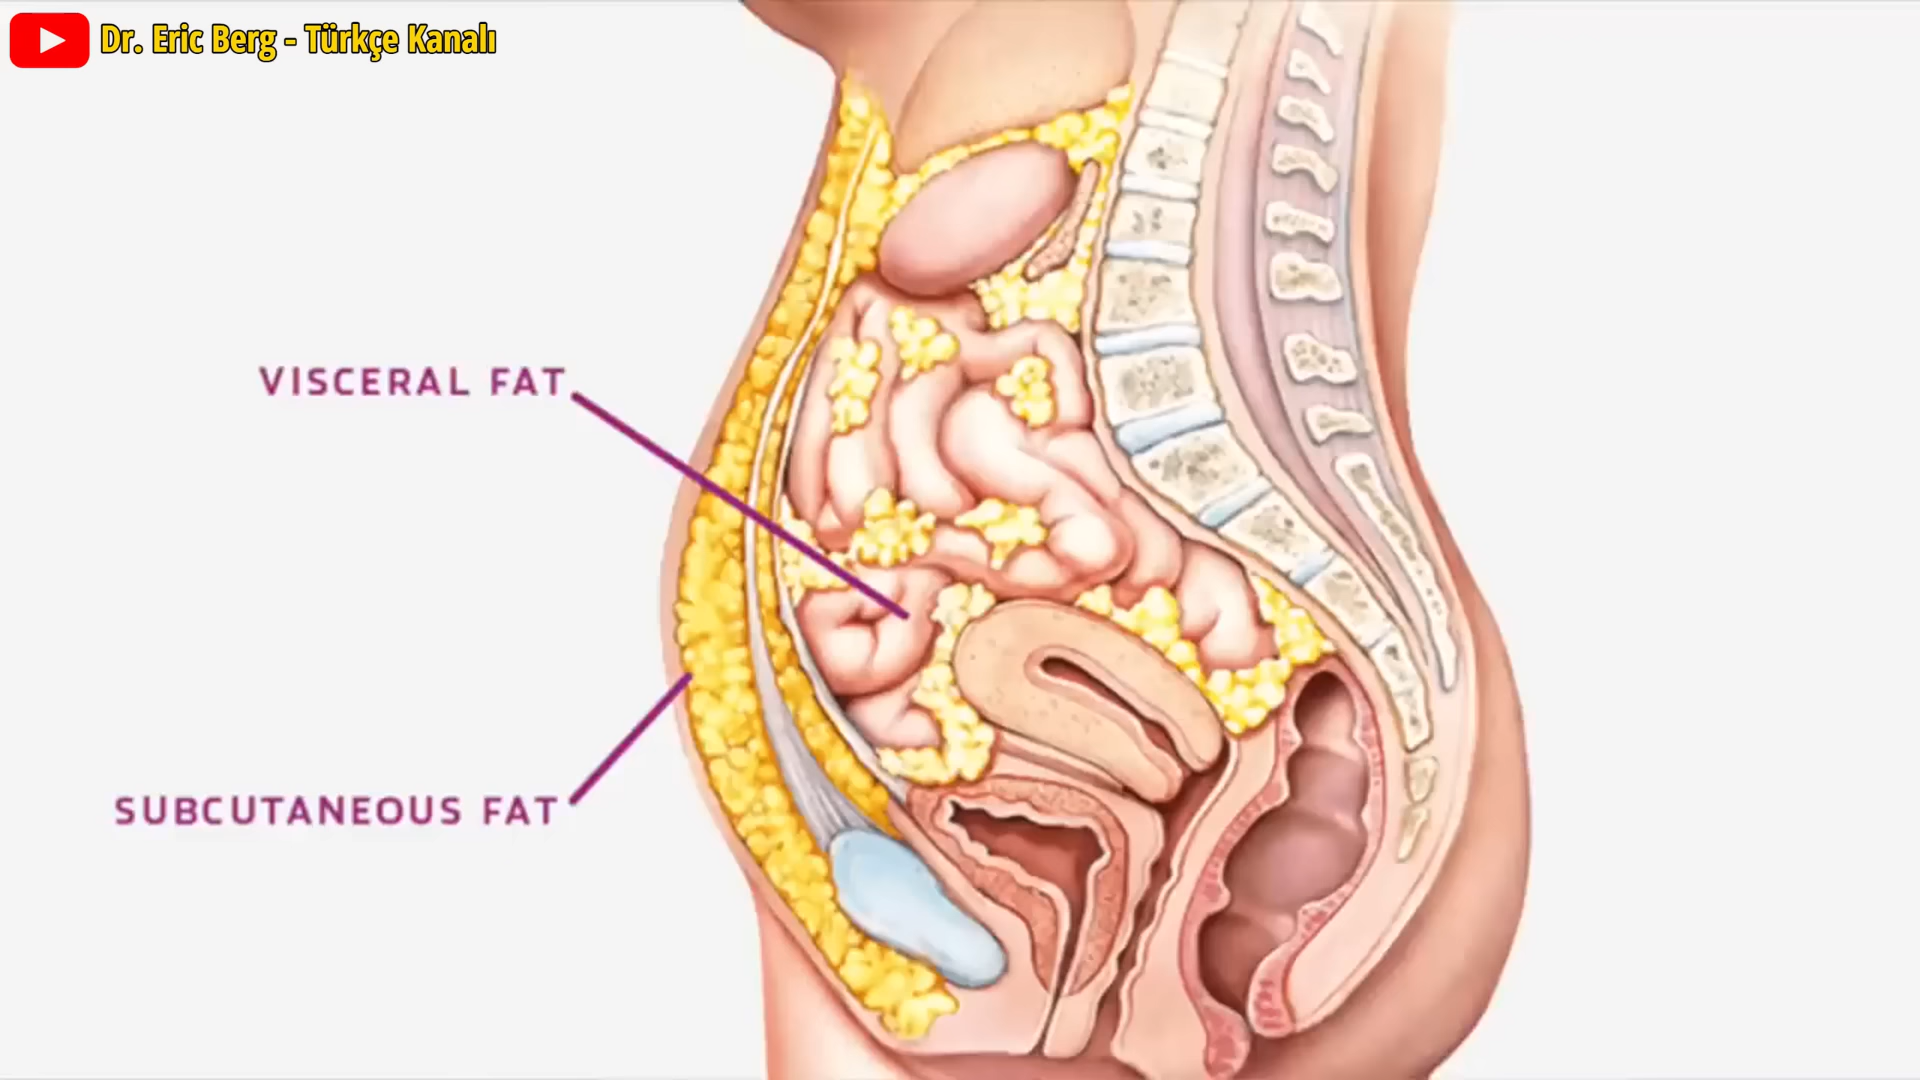 Dr. Eric Berg - Türkçe Kanalı
VISCERAL FAT
SUBCUTANEOUS FAT